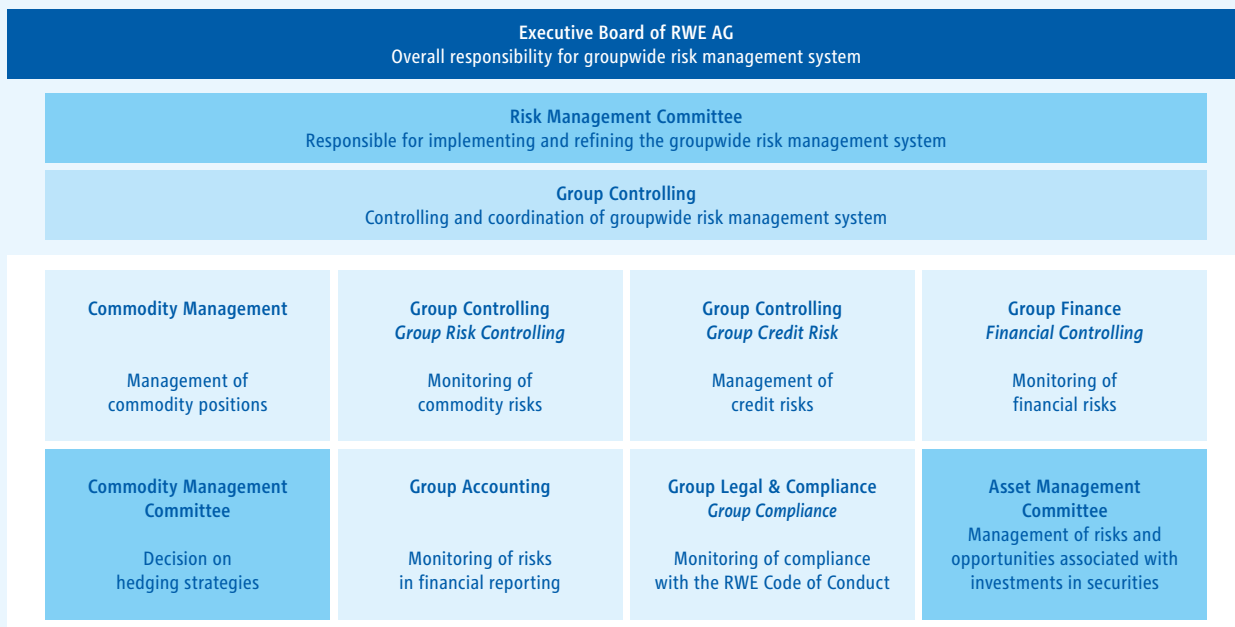 Executive Board of RWE AG
Overall responsibility for groupwide risk management system
Risk Management Committee
Responsible for implementing and refining the groupwide risk management system
Group Controlling
Controlling and coordination of groupwide risk management system
Commodity Management
Management of
commodity positions
Group Controlling
Group Risk Controlling
Monitoring of
commodity risks
Group Controlling
Group Credit Risk
Management of
credit risks
Group Finance
Financial Controlling
Monitoring of
financial risks
Commodity Management
Committee
Decision on
hedging strategies
Group Accounting
Monitoring of risks
in financial reporting
Group Legal & Compliance
Group Compliance
Monitoring of compliance
with the RWE Code of Conduct
Asset Management
Committee
Management of risks and
opportunities associated with
investments in securities